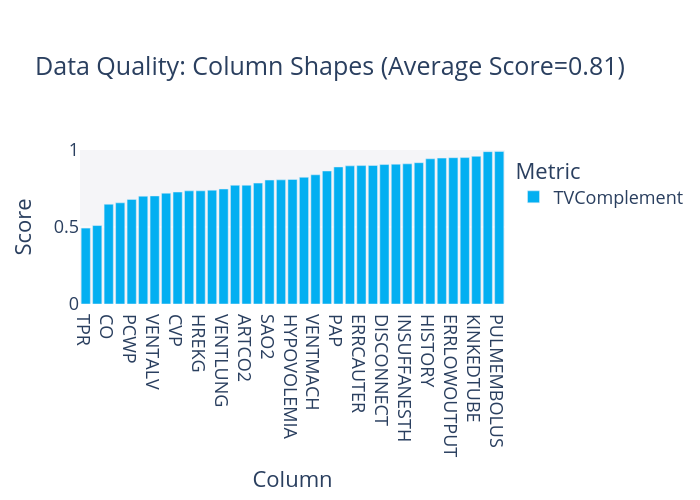 Data Quality: Column Shapes (Average Score=0.81)
1
0.5
0
Score
Metric
TVComplement
TPR
CO
PCWP
VENTALV
CVP
HREKG
VENTLUNG
ARTCO2
SAO2
HYPOVOLEMIA
VENTMACH
PAP
ERRCAUTER
DISCONNECT
INSUFFANESTH
HISTORY
ERRLOWOUTPUT
KINKEDTUBE
PULMEMBOLUS
Column